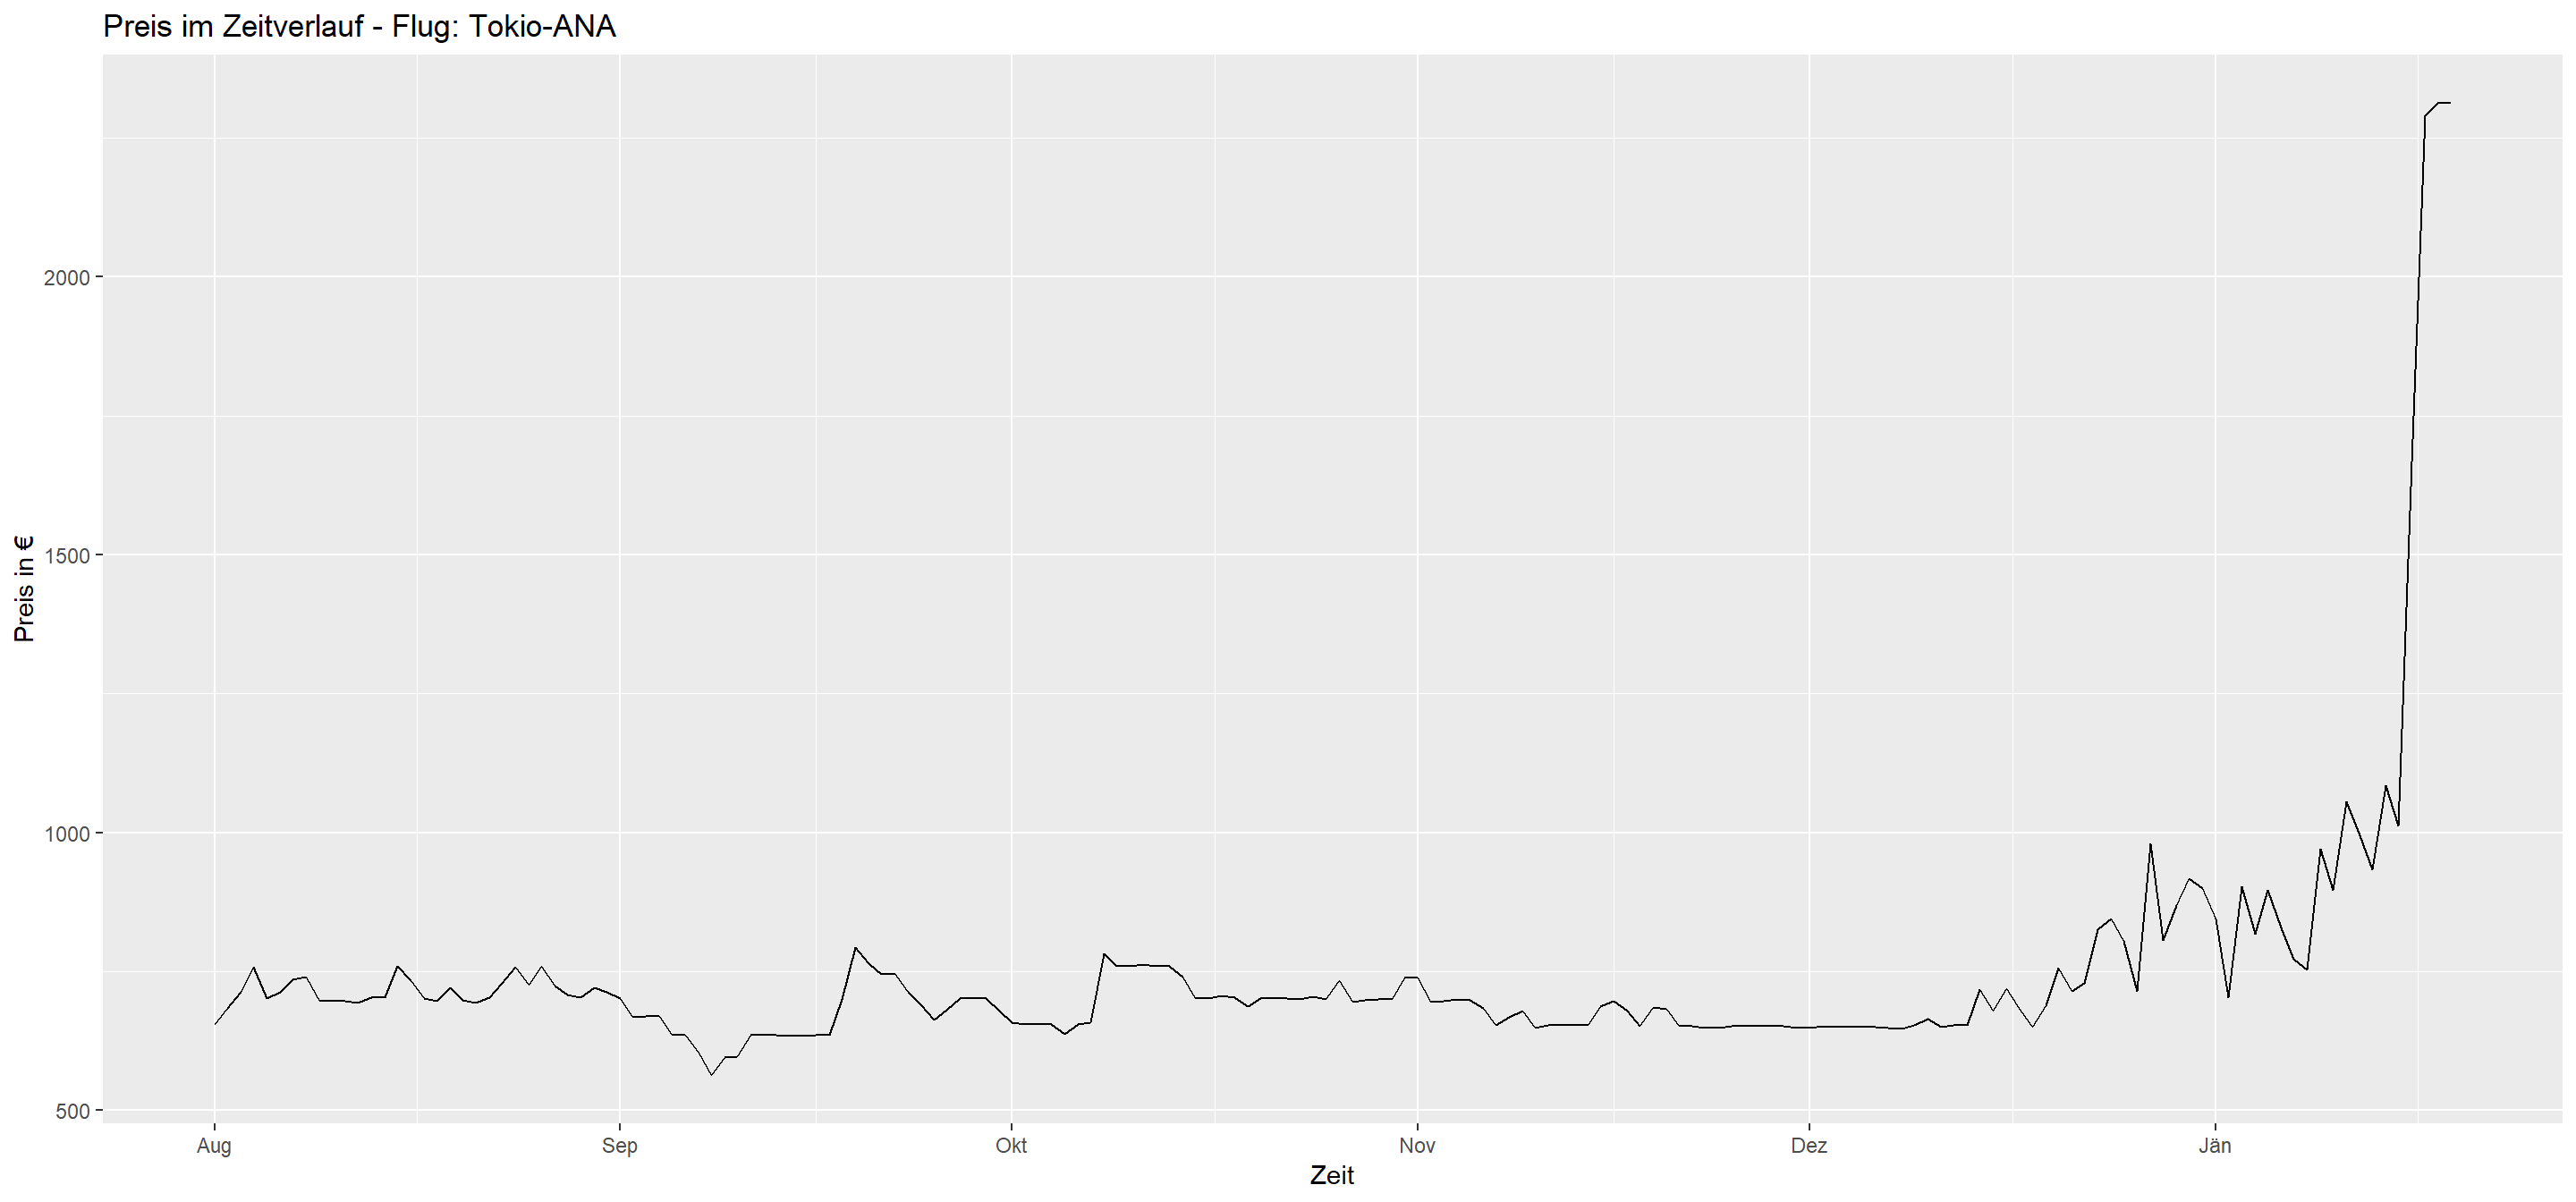 Preis im Zeitverlauf - Flug: Tokio-ANA
Preis in €
2000
1500
1000
500
Aug Sep Okt Nov Dez Jän
Zeit